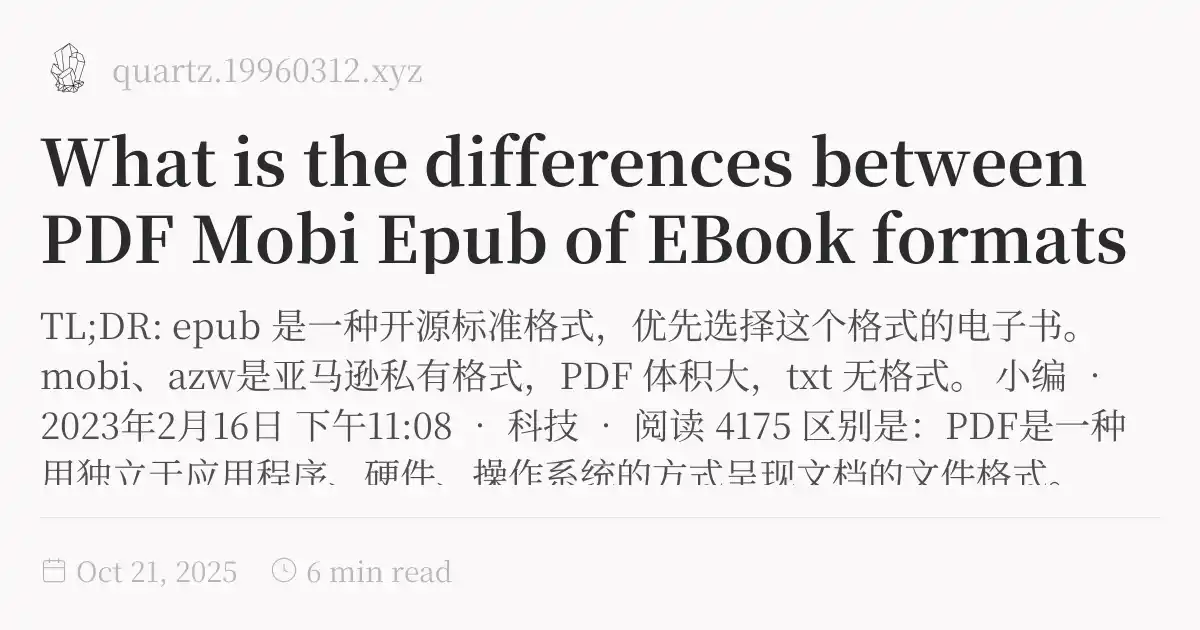 quartz.19960312.xyz
What is the differences between
PDF Mobi Epub of EBook formats
TL;DR: epub 是一种开源标准格式，优先选择这个格式的电子书。
mobi、azw是亚马逊私有格式，PDF 体积大，txt 无格式。 小编 ·
2023年2月16日 下午11:08 · 科技 · 阅读 4175 区别是：PDF是一种
用独立于应用程序、硬件、操作系统的方式呈现文档的文件格式。
Oct 21, 2025
6 min read